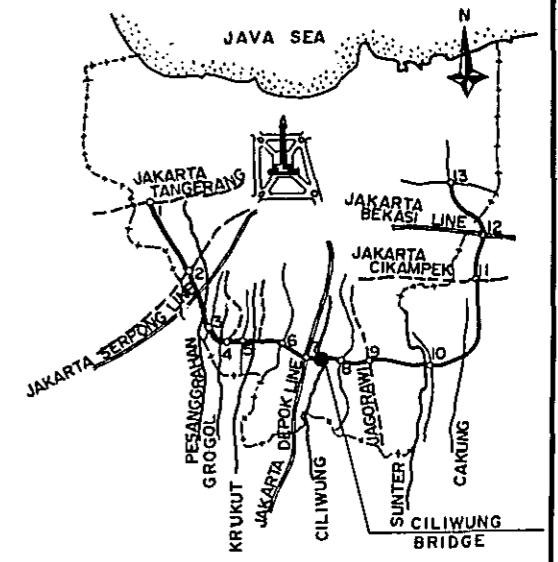 N
JAVA SEA
JAKARTA
TANGERANG
13
JAKARTA
BEKASI LINE
12
1
JAKARTA
CIKAMPEK
11
2
JAKARTA SERPONG LINE
3
4
5
6
8
9
10
PESANGGRAHAN
GROGOL
KRUKUT
JAKARTA DEPOK LINE
CILIWUNG
JAGORAWI
SUNTER
CAKUNG
CILIWUNG
BRIDGE